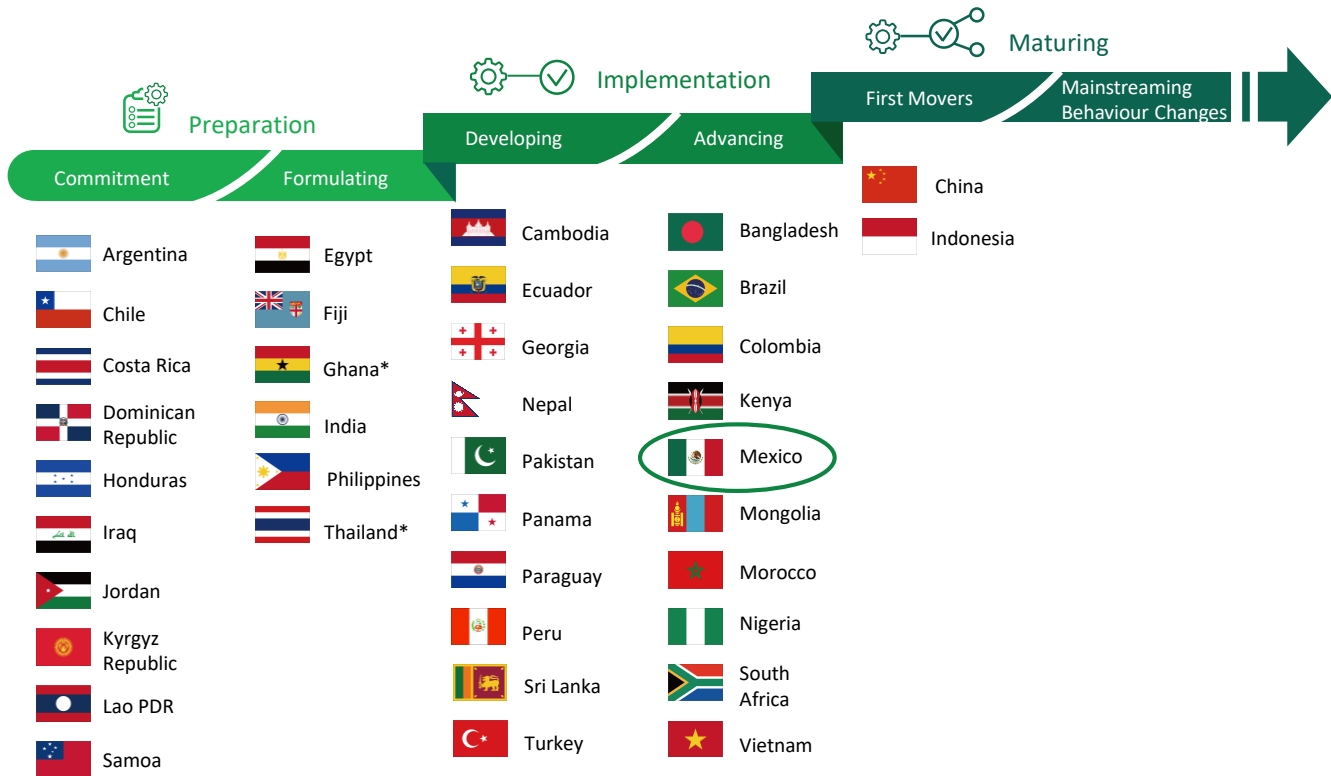 Preparation
Implementation
Maturing
Commitment
Formulating
Developing
Advancing
First Movers
Mainstreaming
Behaviour Changes
Argentina
Chile
Costa Rica
Dominican
Republic
Honduras
Iraq
Jordan
Kyrgyz
Republic
Lao PDR
Samoa
Egypt
Fiji
Ghana*
India
Philippines
Thailand*
Cambodia
Ecuador
Georgia
Nepal
Pakistan
Panama
Paraguay
Peru
Sri Lanka
Turkey
Bangladesh
Brazil
Colombia
Kenya
Mexico
Mongolia
Morocco
Nigeria
South
Africa
Vietnam
China
Indonesia